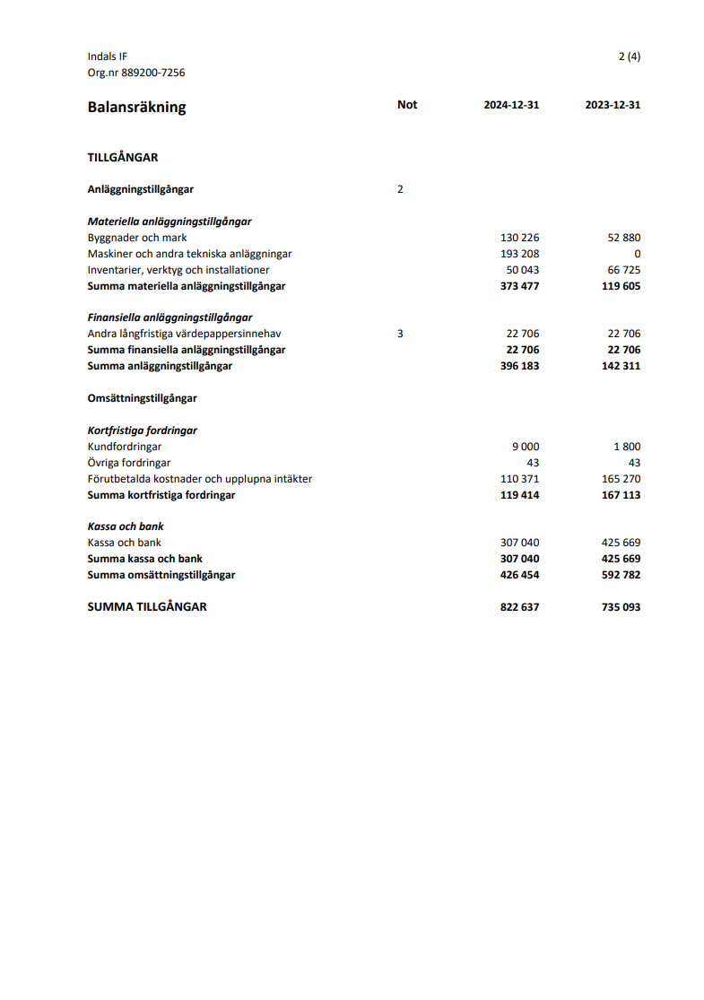 Indals IF 2 (4)
Org.nr 889200-7256
Balansräkning Not 2024-12-31 2023-12-31
TILLGÅNGAR
Anläggningstillgångar 2
Materiella anläggningstillgångar
Byggnader och mark 130 226 52 880
Maskiner och andra tekniska anläggningar 193 208 0
Inventarier, verktyg och installationer 50 043 66 725
Summa materiella anläggningstillgångar 373 477 119 605
Finansiella anläggningstillgångar
Andra långfristiga värdepappersinnehav 3 22 706 22 706
Summa finansiella anläggningstillgångar 22 706 22 706
Summa anläggningstillgångar 396 183 142 311
Omsättningstillgångar
Kortfristiga fordringar
Kundfordringar 9 000 1 800
Övriga fordringar 43 43
Förutbetalda kostnader och upplupna intäkter 110 371 165 270
Summa kortfristiga fordringar 119 414 167 113
Kassa och bank
Kassa och bank 307 040 425 669
Summa kassa och bank 307 040 425 669
Summa omsättningstillgångar 426 454 592 782
SUMMA TILLGÅNGAR 822 637 735 093